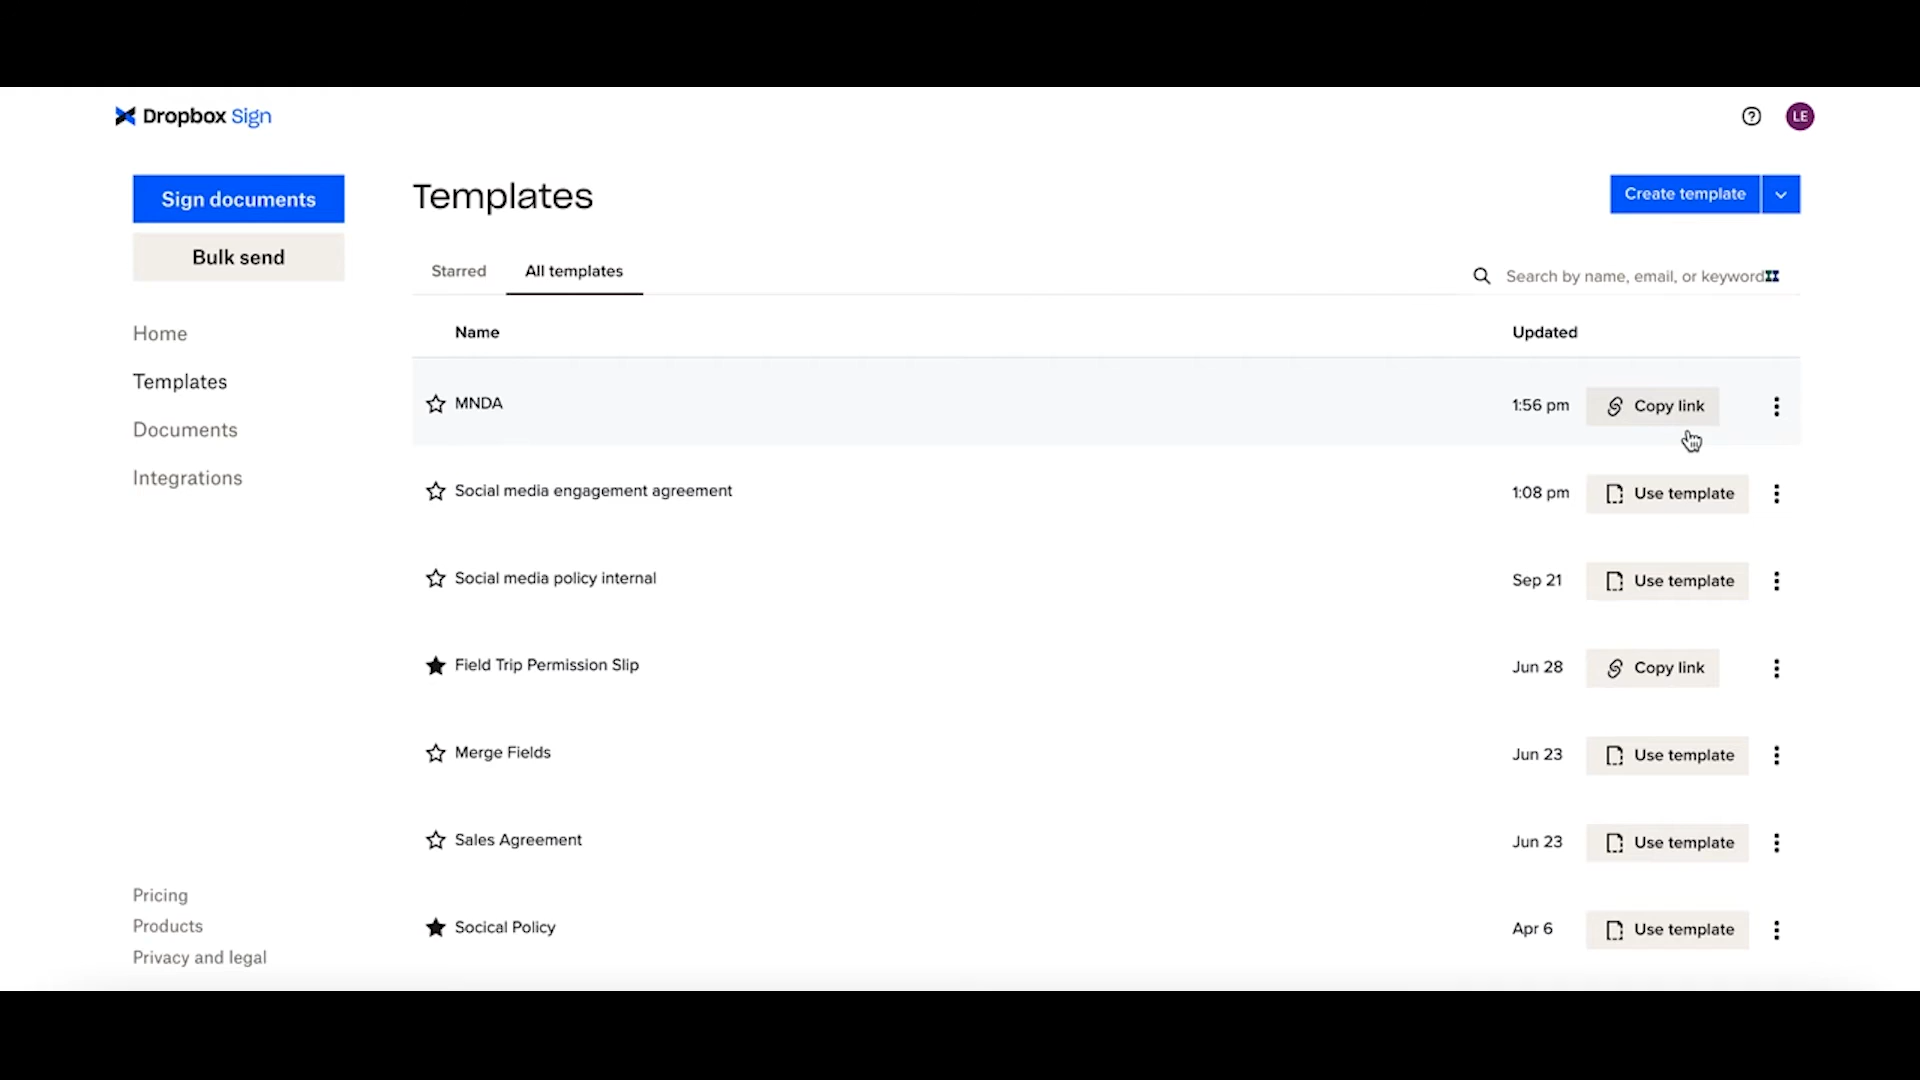 Dropbox Sign
LE
Sign documents
Bulk send
Home
Templates
Documents
Integrations
Pricing
Products
Privacy and legal
Templates
Create template
Starred
All templates
Search by name, email, or keyword
Name
Updated
MNDA
1:56 pm
Copy link
Social media engagement agreement
1:08 pm
Use template
Social media policy internal
Sep 21
Use template
Field Trip Permission Slip
Jun 28
Copy link
Merge Fields
Jun 23
Use template
Sales Agreement
Jun 23
Use template
Socical Policy
Apr 6
Use template